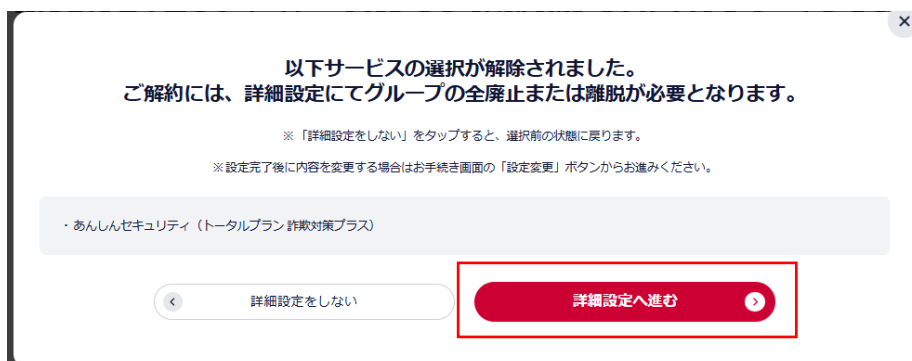 以下サービスの選択が解除されました。
ご解約には、詳細設定にてグループの全廃止または離脱が必要となります。
※「詳細設定をしない」をタップすると、選択前の状態に戻ります。
※設定完了後に内容を変更する場合はお手続き画面の「設定変更」ボタンからお進みください。
・あんしんセキュリティ（トータルプラン 詐欺対策プラス）
詳細設定をしない
詳細設定へ進む